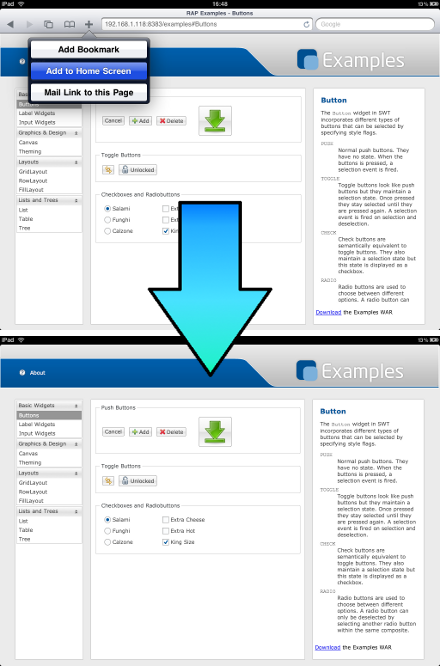 iPad
16:48
13%
RAP Examples - Buttons
192.168.1.118:8383/examples#Buttons
Google
Add Bookmark
Add to Home Screen
Mail Link to this Page
Examples
Basic Widgets
Buttons
Label Widgets
Input Widgets
Graphics & Design
Canvas
Theming
Layouts
GridLayout
RowLayout
FillLayout
Lists and Trees
List
Table
Tree
Cancel
Add
Delete
Toggle Buttons
Unlocked
Checkboxes and Radiobuttons
Salami
Funghi
Calzone
Button
The Button widget in SWT
incorporates different types of
buttons that can be selected by
specifying style flags.
PUSH
Normal push buttons. They
have no state. When the
buttons is pressed, a
selection event is fired.
TOGGLE
Toggle buttons look like push
buttons but they maintain a
selection state. Once pressed
they stay selected until they
are pressed again. A selection
event is fired on selection and
deselection.
CHECK
Check buttons are
semantically equivalent to
toggle buttons. They also
maintain a selection state but
this state is displayed as a
checkbox.
RADIO
Radio buttons are used to
choose between different
options. A radio button can
Download the Examples WAR
iPad
16:48
13%
About
Examples
Basic Widgets
Buttons
Label Widgets
Input Widgets
Graphics & Design
Canvas
Theming
Layouts
GridLayout
RowLayout
FillLayout
Lists and Trees
List
Table
Tree
Push Buttons
Cancel
Add
Delete
Toggle Buttons
Unlocked
Checkboxes and Radiobuttons
Salami
Extra Cheese
Funghi
Extra Hot
Calzone
King Size
Button
The Button widget in SWT
incorporates different types of
buttons that can be selected by
specifying style flags.
PUSH
Normal push buttons. They
have no state. When the
buttons is pressed, a
selection event is fired.
TOGGLE
Toggle buttons look like push
buttons but they maintain a
selection state. Once pressed
they stay selected until they
are pressed again. A selection
event is fired on selection and
deselection.
CHECK
Check buttons are
semantically equivalent to
toggle buttons. They also
maintain a selection state but
this state is displayed as a
checkbox.
RADIO
Radio buttons are used to
choose between different
options. A radio button can
only be deselected by
selecting another radio button
within the same composite.
Download the Examples WAR